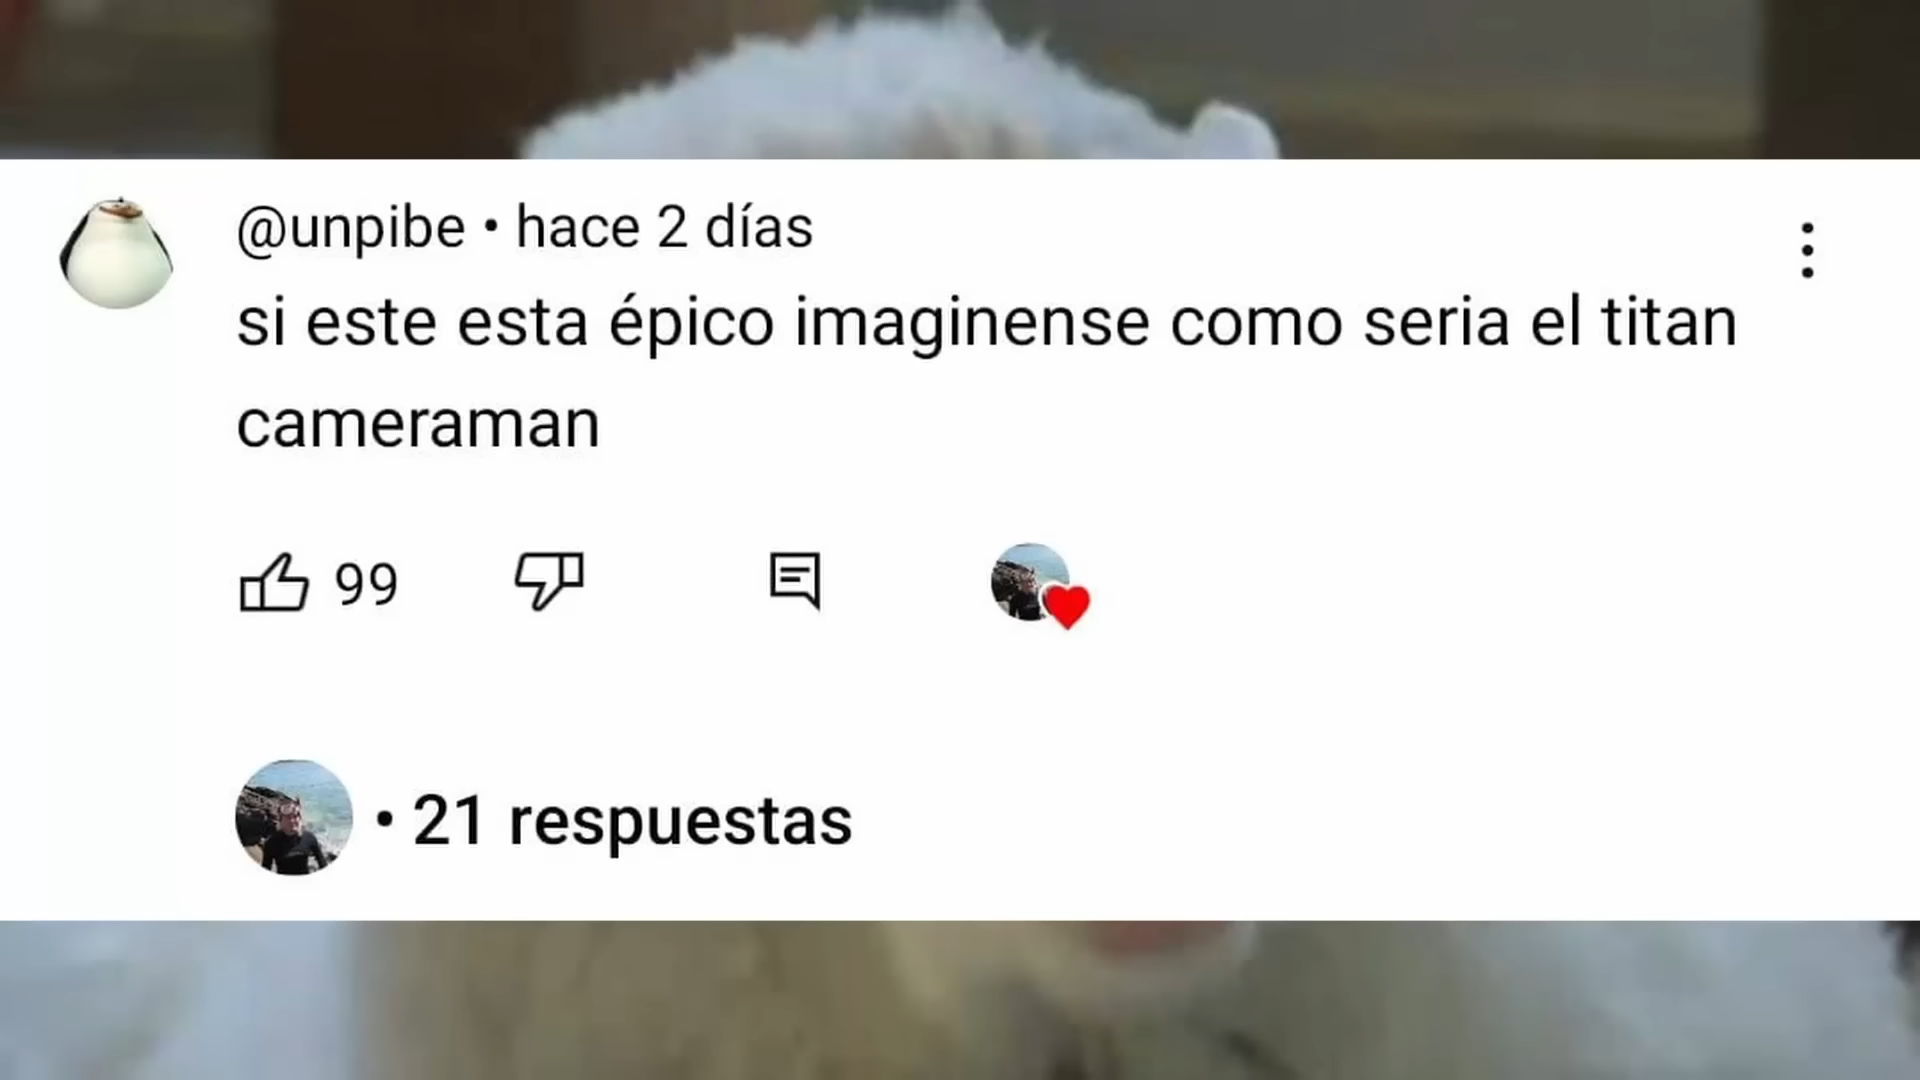 @unpibe • hace 2 días
si este esta épico imaginense como seria el titan
cameraman
99
• 21 respuestas